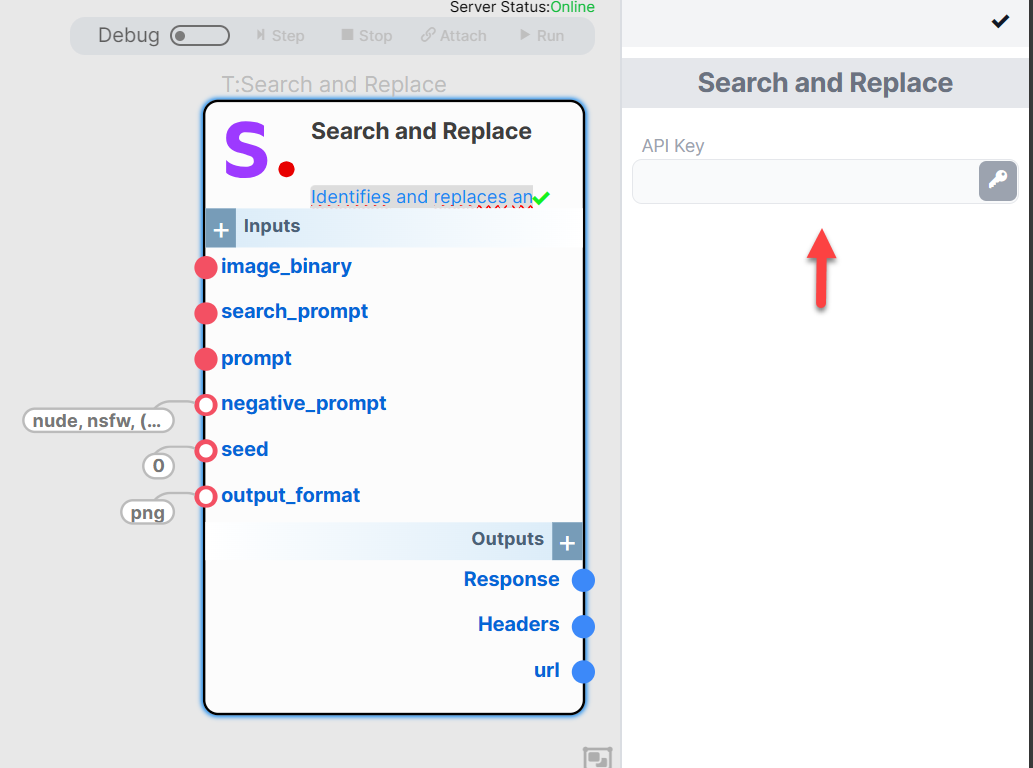 Server Status:Online
Debug Step Stop Attach Run
T:Search and Replace
S.
Search and Replace
Identifies and replaces an
Inputs
image_binary
search_prompt
prompt
negative_prompt
nude, nsfw, (...
seed
0
output_format
png
Outputs
Response
Headers
url
Search and Replace
API Key